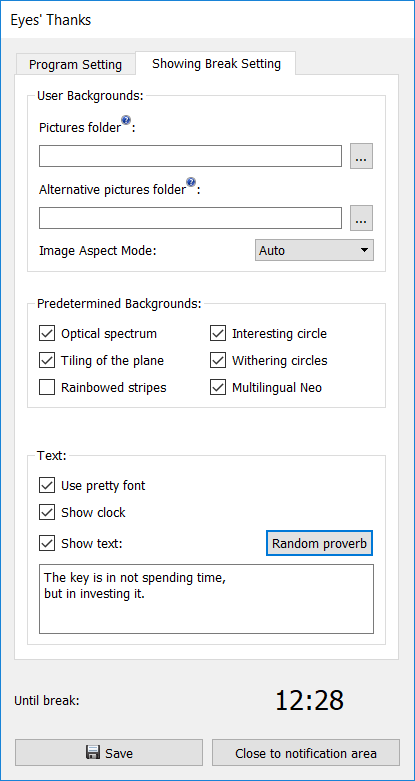 Eyes' Thanks
Program Setting
Showing Break Setting
User Backgrounds:
Pictures folder?:
...
Alternative pictures folder?:
...
Image Aspect Mode:
Auto
Predetermined Backgrounds:
Optical spectrum
Interesting circle
Tiling of the plane
Withering circles
Rainbowed stripes
Multilingual Neo
Text:
Use pretty font
Show clock
Show text:
Random proverb
The key is in not spending time,
but in investing it.
Until break:
12:28
Save
Close to notification area